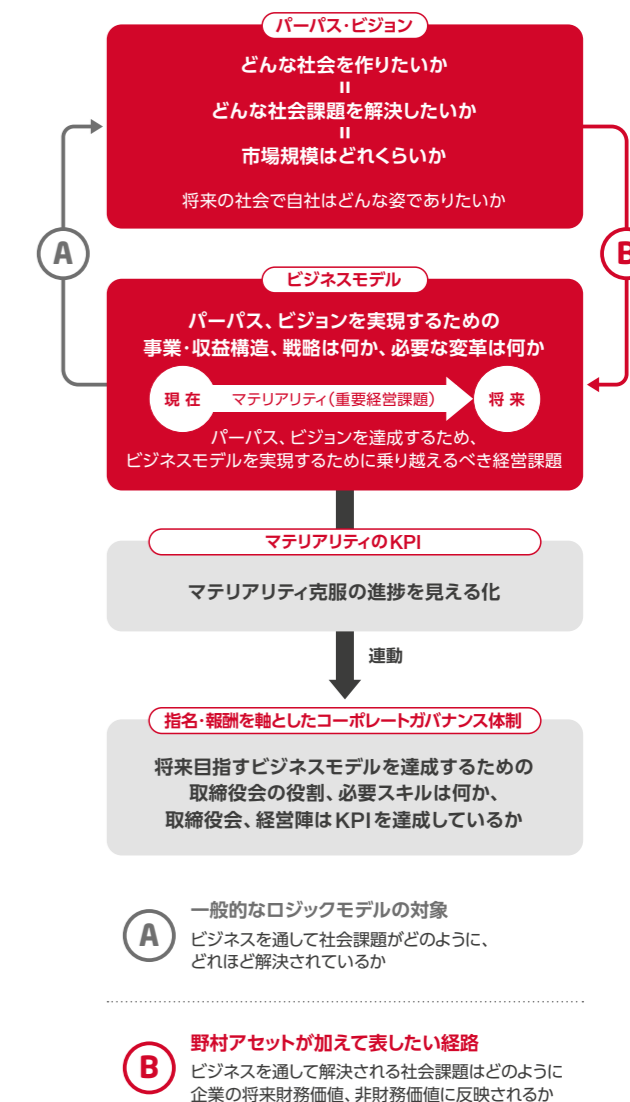 パーパス・ビジョン
どんな社会を作りたいか
=
どんな社会課題を解決したいか
=
市場規模はどれくらいか
将来の社会で自社はどんな姿でありたいか
A
B
ビジネスモデル
パーパス、ビジョンを実現するための
事業・収益構造、戦略は何か、必要な変革は何か
現在 マテリアリティ(重要経営課題) 将来
パーパス、ビジョンを達成するため、
ビジネスモデルを実現するために乗り越えるべき経営課題
マテリアリティのKPI
マテリアリティ克服の進捗を見える化
連動
指名・報酬を軸としたコーポレートガバナンス体制
将来目指すビジネスモデルを達成するための
取締役会の役割、必要スキルは何か、
取締役会、経営陣はKPIを達成しているか
A
一般的なロジックモデルの対象
ビジネスを通して社会課題がどのように、
どれほど解決されているか
B
野村アセットが加えて表したい経路
ビジネスを通して解決される社会課題はどのように
企業の将来財務価値、非財務価値に反映されるか